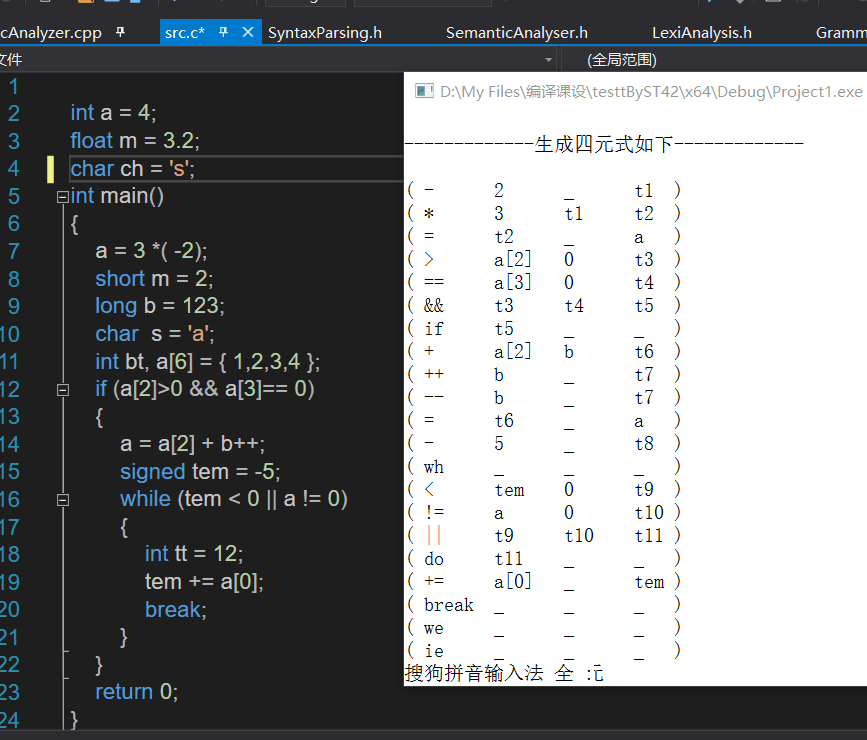 cAnalyzer.cpp src.c* SyntaxParsing.h SemanticAnalyser.h LexiAnalysis.h Gramm
文件 (全局范围)
1
2 int a = 4;
3 float m = 3.2;
4 char ch = 's';
5 int main()
6 {
7 a = 3 *( -2);
8 short m = 2;
9 long b = 123;
10 char s = 'a';
11 int bt, a[6] = { 1,2,3,4 };
12 if (a[2]>0 && a[3]== 0)
13 {
14 a = a[2] + b++;
15 signed tem = -5;
16 while (tem < 0 || a != 0)
17 {
18 int tt = 12;
19 tem += a[0];
20 break;
21 }
22 }
23 return 0;
24 }
D:\My Files\编译课设\testtByST42\x64\Debug\Project1.exe
-------------生成四元式如下-------------
( - 2 _ t1 )
( * 3 t1 t2 )
( = t2 _ a )
( > a[2] 0 t3 )
( == a[3] 0 t4 )
( && t3 t4 t5 )
( if t5 _ _ )
( + a[2] b t6 )
( ++ b _ t7 )
( -- b _ t7 )
( = t6 _ a )
( - 5 _ t8 )
( wh _ _ _ )
( < tem 0 t9 )
( != a 0 t10 )
( || t9 t10 t11 )
( do t11 _ _ )
( += a[0] _ tem )
( break _ _ _ )
( we _ _ _ )
( ie _ _ _ )
搜狗拼音输入法 全 :